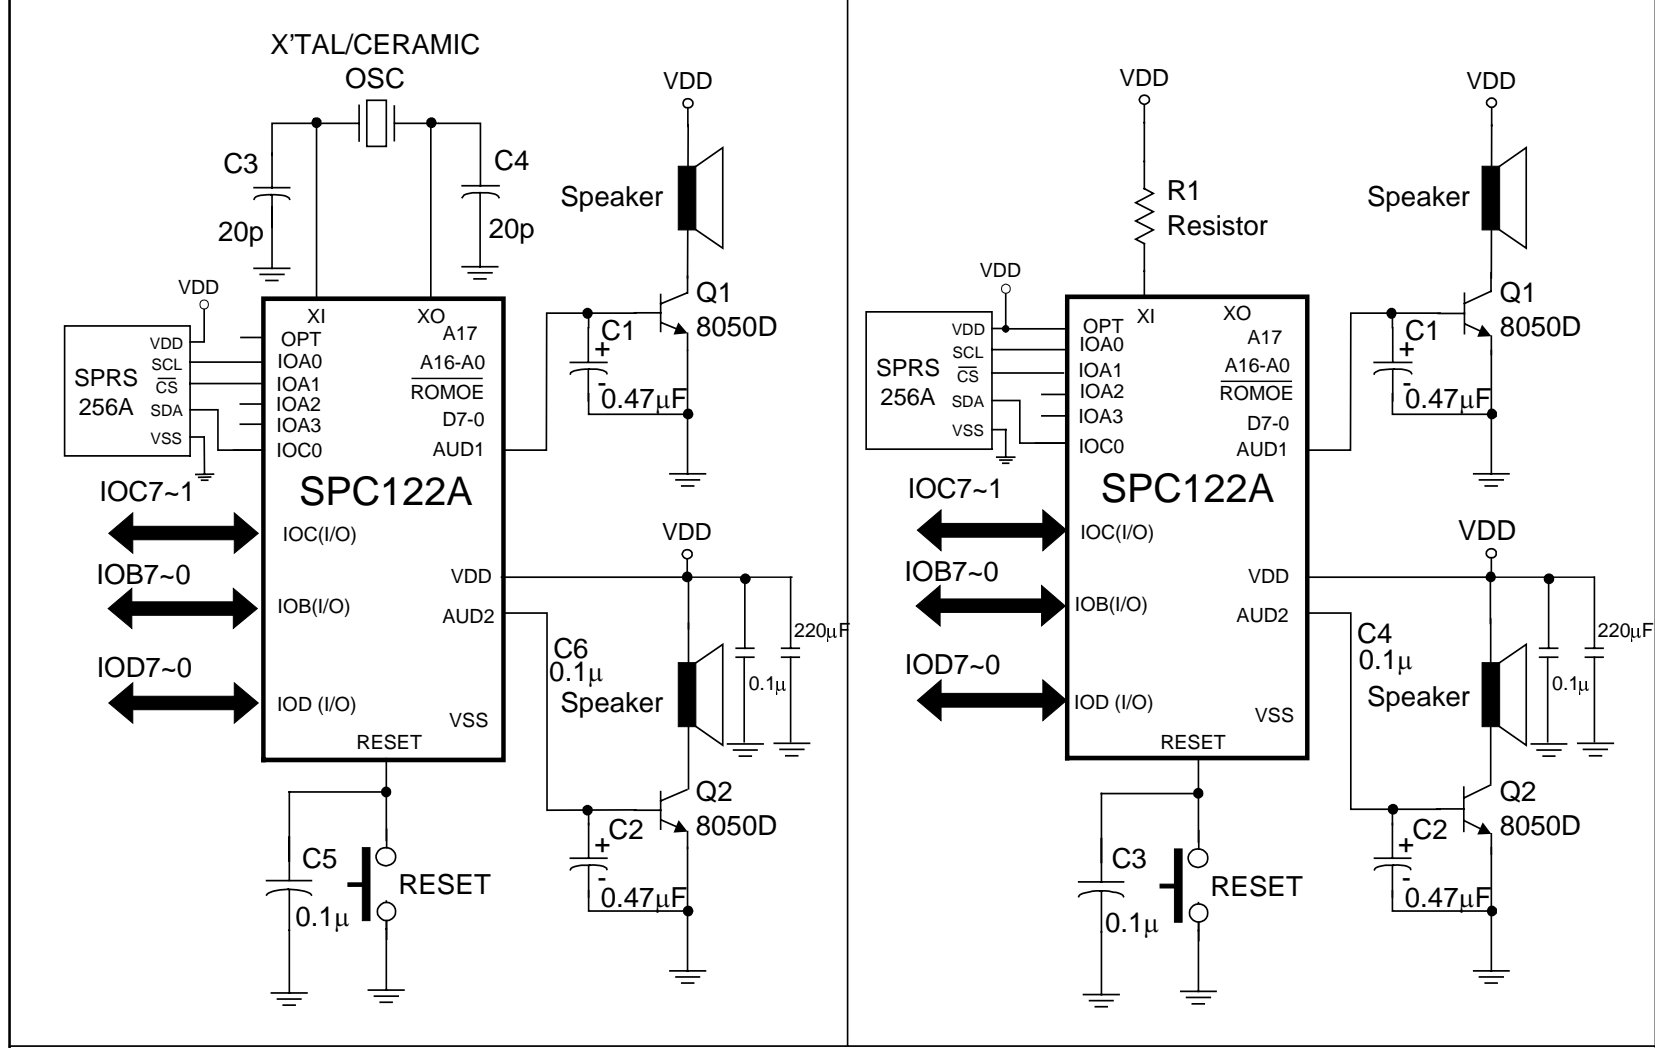 X'TAL/CERAMIC
OSC
C3
20p
C4
20p
VDD
Speaker
Q1
8050D
C1
+
-
0.47μF
VDD
SPRS
256A
VDD
SCL
CS
SDA
VSS
XI
XO
OPT
IOA0
IOA1
IOA2
IOA3
IOC0
A17
A16-A0
ROMOE
D7-0
AUD1
SPC122A
IOC7~1
IOC(I/O)
IOB7~0
IOB(I/O)
IOD7~0
IOD (I/O)
VDD
AUD2
VSS
RESET
VDD
C6
0.1μ
Speaker
0.1μ
220μF
Q2
8050D
C2
+
-
0.47μF
C5
0.1μ
RESET
VDD
R1
Resistor
VDD
Speaker
Q1
8050D
C1
+
-
0.47μF
VDD
SPRS
256A
VDD
SCL
CS
SDA
VSS
XI
XO
OPT
IOA0
IOA1
IOA2
IOA3
IOC0
A17
A16-A0
ROMOE
D7-0
AUD1
SPC122A
IOC7~1
IOC(I/O)
IOB7~0
IOB(I/O)
IOD7~0
IOD (I/O)
VDD
AUD2
VSS
RESET
VDD
C4
0.1μ
Speaker
0.1μ
220μF
Q2
8050D
C2
+
-
0.47μF
C3
0.1μ
RESET